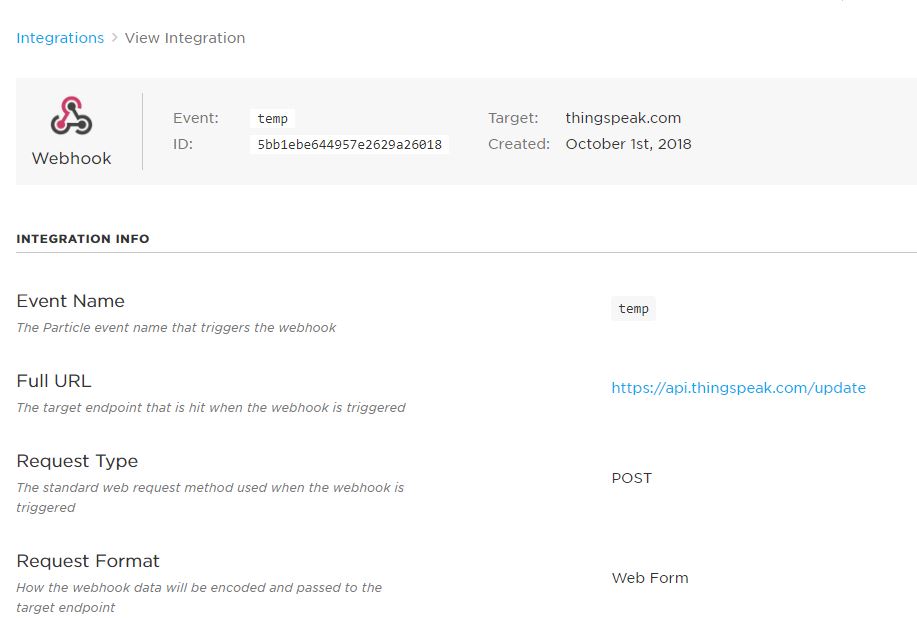 Integrations > View Integration
Event: temp Target: thingspeak.com
ID: 5bb1ebe644957e2629a26018 Created: October 1st, 2018
Webhook
INTEGRATION INFO
Event Name
The Particle event name that triggers the webhook
temp
Full URL
The target endpoint that is hit when the webhook is triggered
https://api.thingspeak.com/update
Request Type
The standard web request method used when the webhook is
triggered
POST
Request Format
How the webhook data will be encoded and passed to the
target endpoint
Web Form